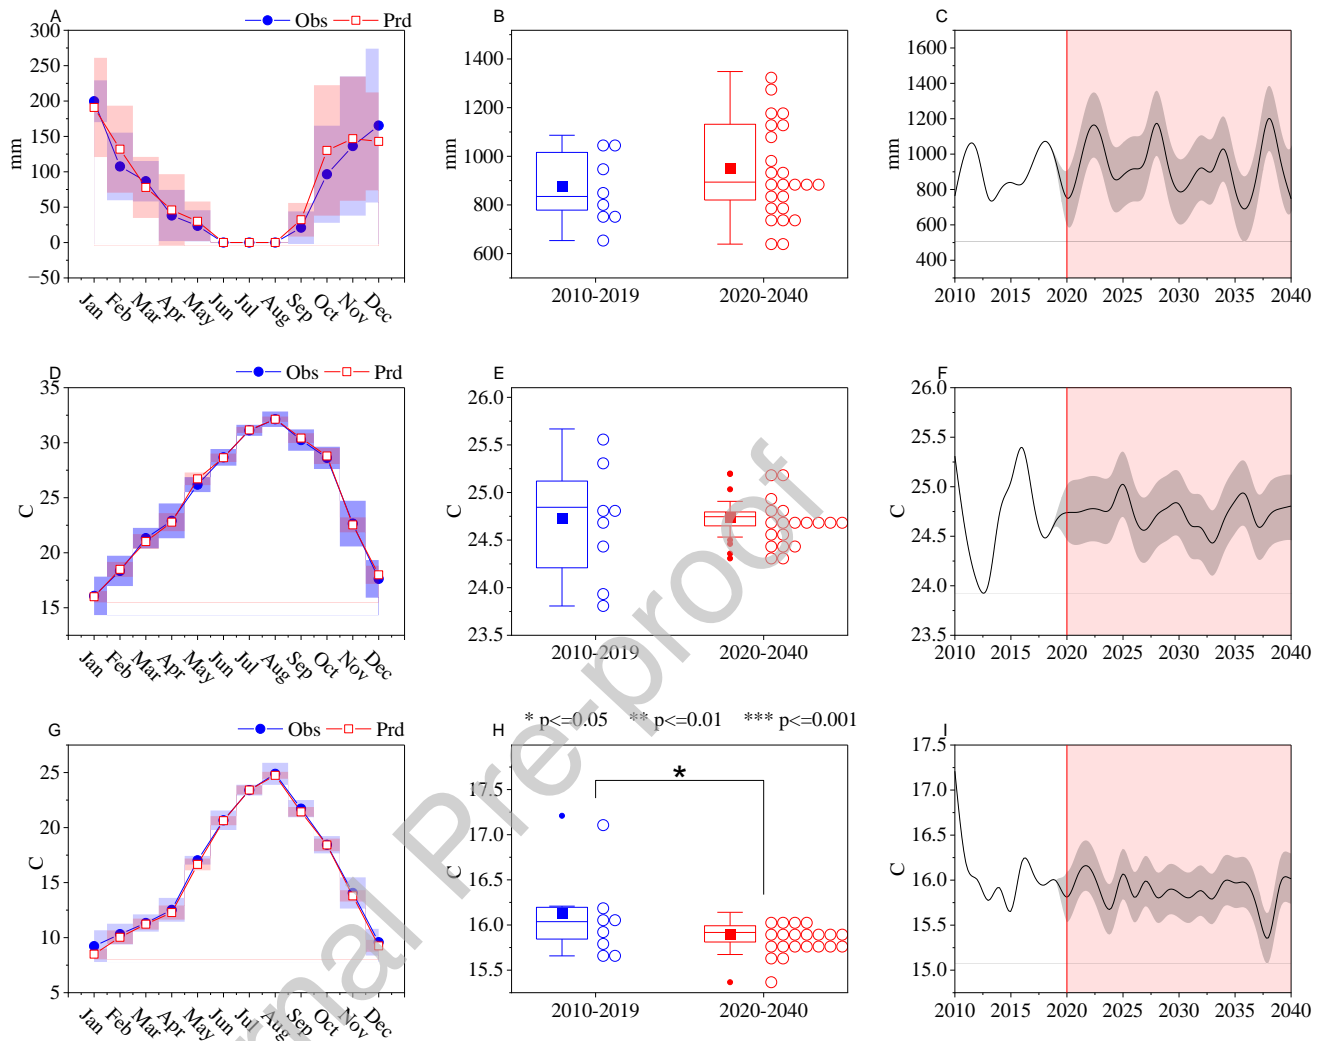 A
Obs Prd
B
C
300
250
200
150
100
50
0
−50
mm
Jan Feb Mar Apr May Jun Jul Aug Sep Oct Nov Dec
1400
1200
1000
800
600
mm
2010-2019 2020-2040
1600
1400
1200
1000
800
600
400
mm
2010 2015 2020 2025 2030 2035 2040
D
Obs Prd
E
F
35
30
25
20
15
C
Jan Feb Mar Apr May Jun Jul Aug Sep Oct Nov Dec
26.0
25.5
25.0
24.5
24.0
23.5
C
2010-2019 2020-2040
26.0
25.5
25.0
24.5
24.0
23.5
C
2010 2015 2020 2025 2030 2035 2040
G
Obs Prd
H
* p<=0.05 ** p<=0.01 *** p<=0.001
I
25
20
15
10
5
C
Jan Feb Mar Apr May Jun Jul Aug Sep Oct Nov Dec
*
17.5
17.0
16.5
16.0
15.5
C
2010-2019 2020-2040
17.5
17.0
16.5
16.0
15.5
15.0
C
2010 2015 2020 2025 2030 2035 2040
rnal Pre-proof